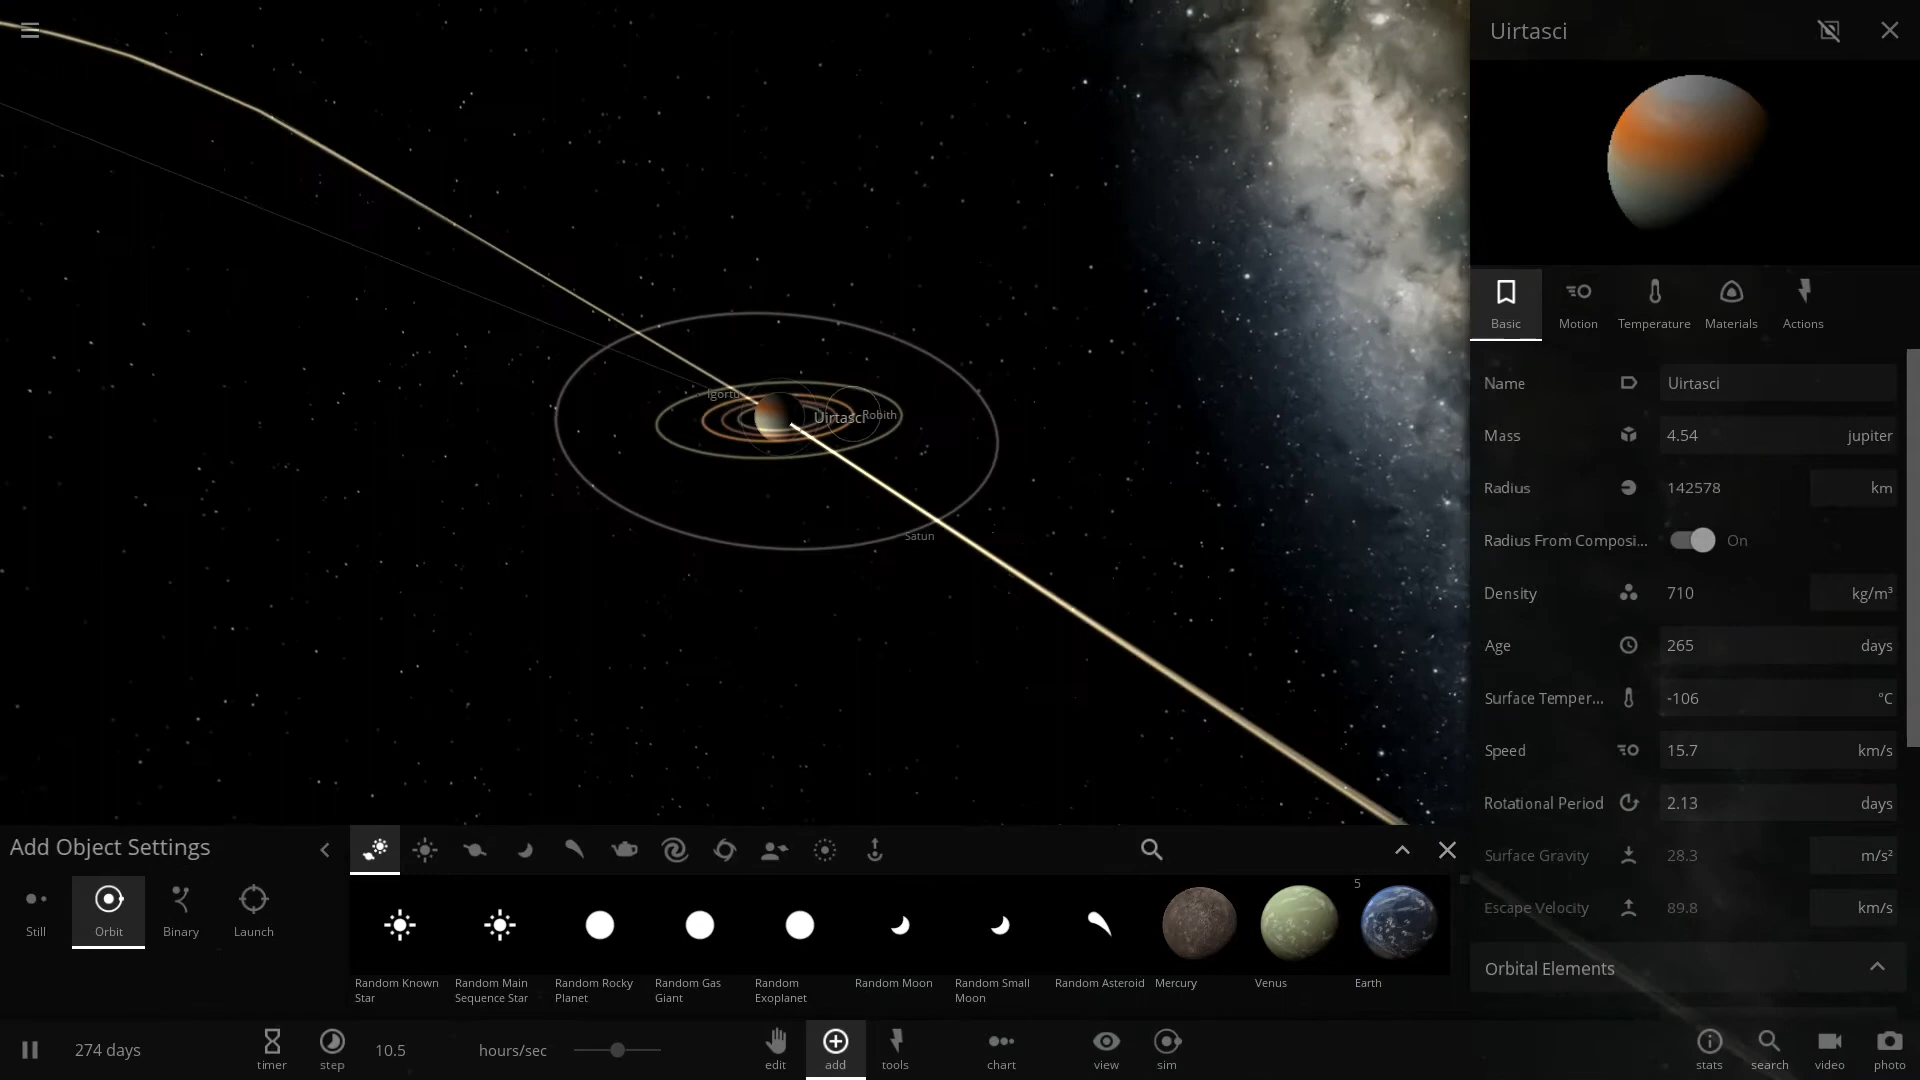 Uirtasci
Igortu
Uirtasci
Robith
Satun
Basic
Motion
Temperature
Materials
Actions
Name
Uirtasci
Mass
4.54 jupiter
Radius
142578 km
Radius From Composi...
On
Density
710 kg/m³
Age
265 days
Surface Temper...
-106 °C
Speed
15.7 km/s
Rotational Period
2.13 days
Surface Gravity
28.3 m/s²
Escape Velocity
89.8 km/s
Orbital Elements
Add Object Settings
Still
Orbit
Binary
Launch
5
Random Known
Star
Random Main
Sequence Star
Random Rocky
Planet
Random Gas
Giant
Random
Exoplanet
Random Moon
Random Small
Moon
Random Asteroid
Mercury
Venus
Earth
274 days
timer
step
10.5 hours/sec
edit
add
tools
chart
view
sim
stats
search
video
photo